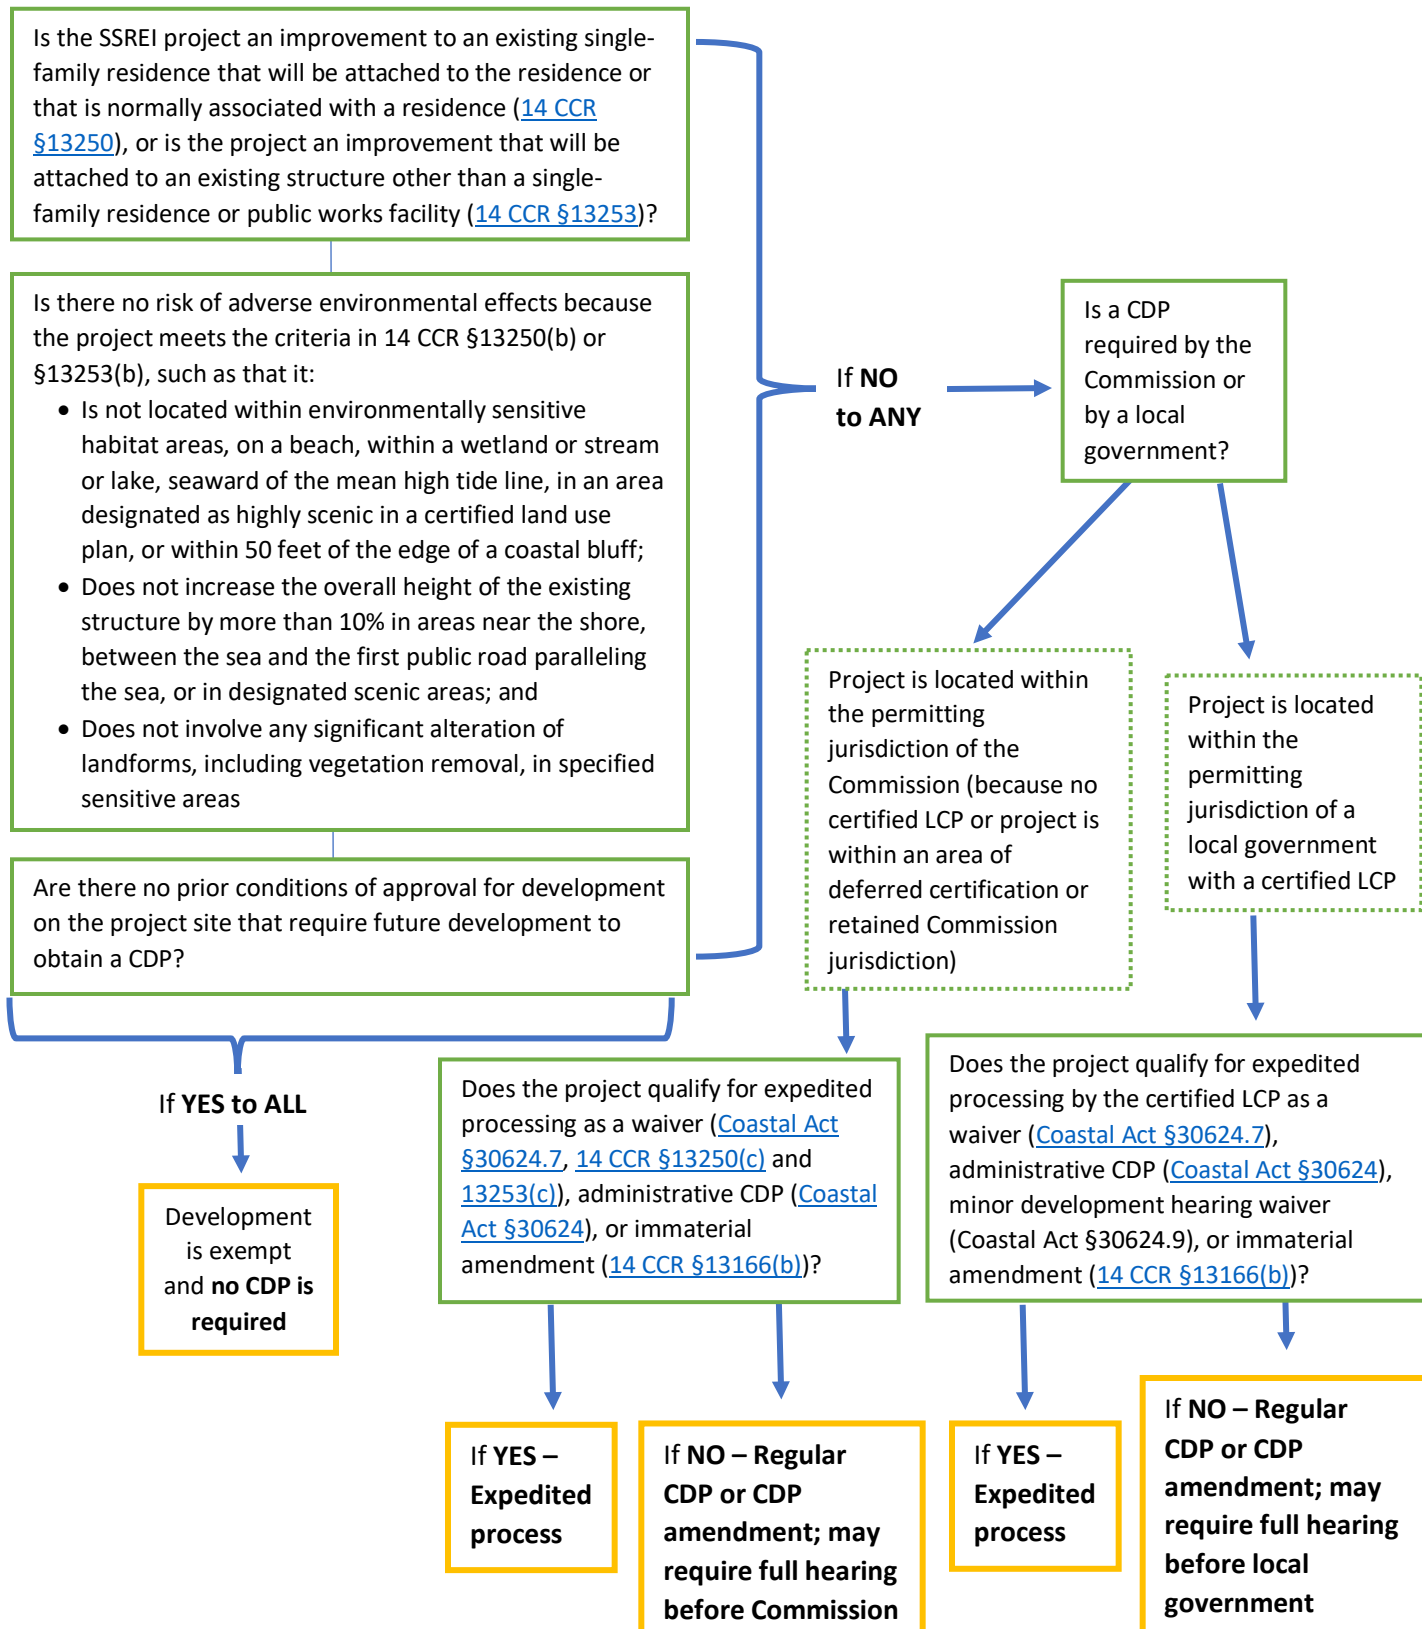 Is the SSREI project an improvement to an existing single-
family residence that will be attached to the residence or
that is normally associated with a residence (14 CCR
§13250), or is the project an improvement that will be
attached to an existing structure other than a single-
family residence or public works facility (14 CCR §13253)?
Is there no risk of adverse environmental effects because
the project meets the criteria in 14 CCR §13250(b) or
§13253(b), such as that it:
• Is not located within environmentally sensitive
habitat areas, on a beach, within a wetland or stream
or lake, seaward of the mean high tide line, in an area
designated as highly scenic in a certified land use
plan, or within 50 feet of the edge of a coastal bluff;
• Does not increase the overall height of the existing
structure by more than 10% in areas near the shore,
between the sea and the first public road paralleling
the sea, or in designated scenic areas; and
• Does not involve any significant alteration of
landforms, including vegetation removal, in specified
sensitive areas
Are there no prior conditions of approval for development
on the project site that require future development to
obtain a CDP?
If YES to ALL
Development
is exempt
and no CDP is
required
If NO
to ANY
Is a CDP
required by the
Commission or
by a local
government?
Project is located within
the permitting
jurisdiction of the
Commission (because no
certified LCP or project is
within an area of
deferred certification or
retained Commission
jurisdiction)
Project is located
within the
permitting
jurisdiction of a
local government
with a certified LCP
Does the project qualify for expedited
processing as a waiver (Coastal Act
§30624.7, 14 CCR §13250(c) and
13253(c)), administrative CDP (Coastal
Act §30624), or immaterial
amendment (14 CCR §13166(b))?
Does the project qualify for expedited
processing by the certified LCP as a
waiver (Coastal Act §30624.7),
administrative CDP (Coastal Act §30624),
minor development hearing waiver
(Coastal Act §30624.9), or immaterial
amendment (14 CCR §13166(b))?
If YES –
Expedited
process
If NO – Regular
CDP or CDP
amendment; may
require full hearing
before Commission
If YES –
Expedited
process
If NO – Regular
CDP or CDP
amendment; may
require full hearing
before local
government